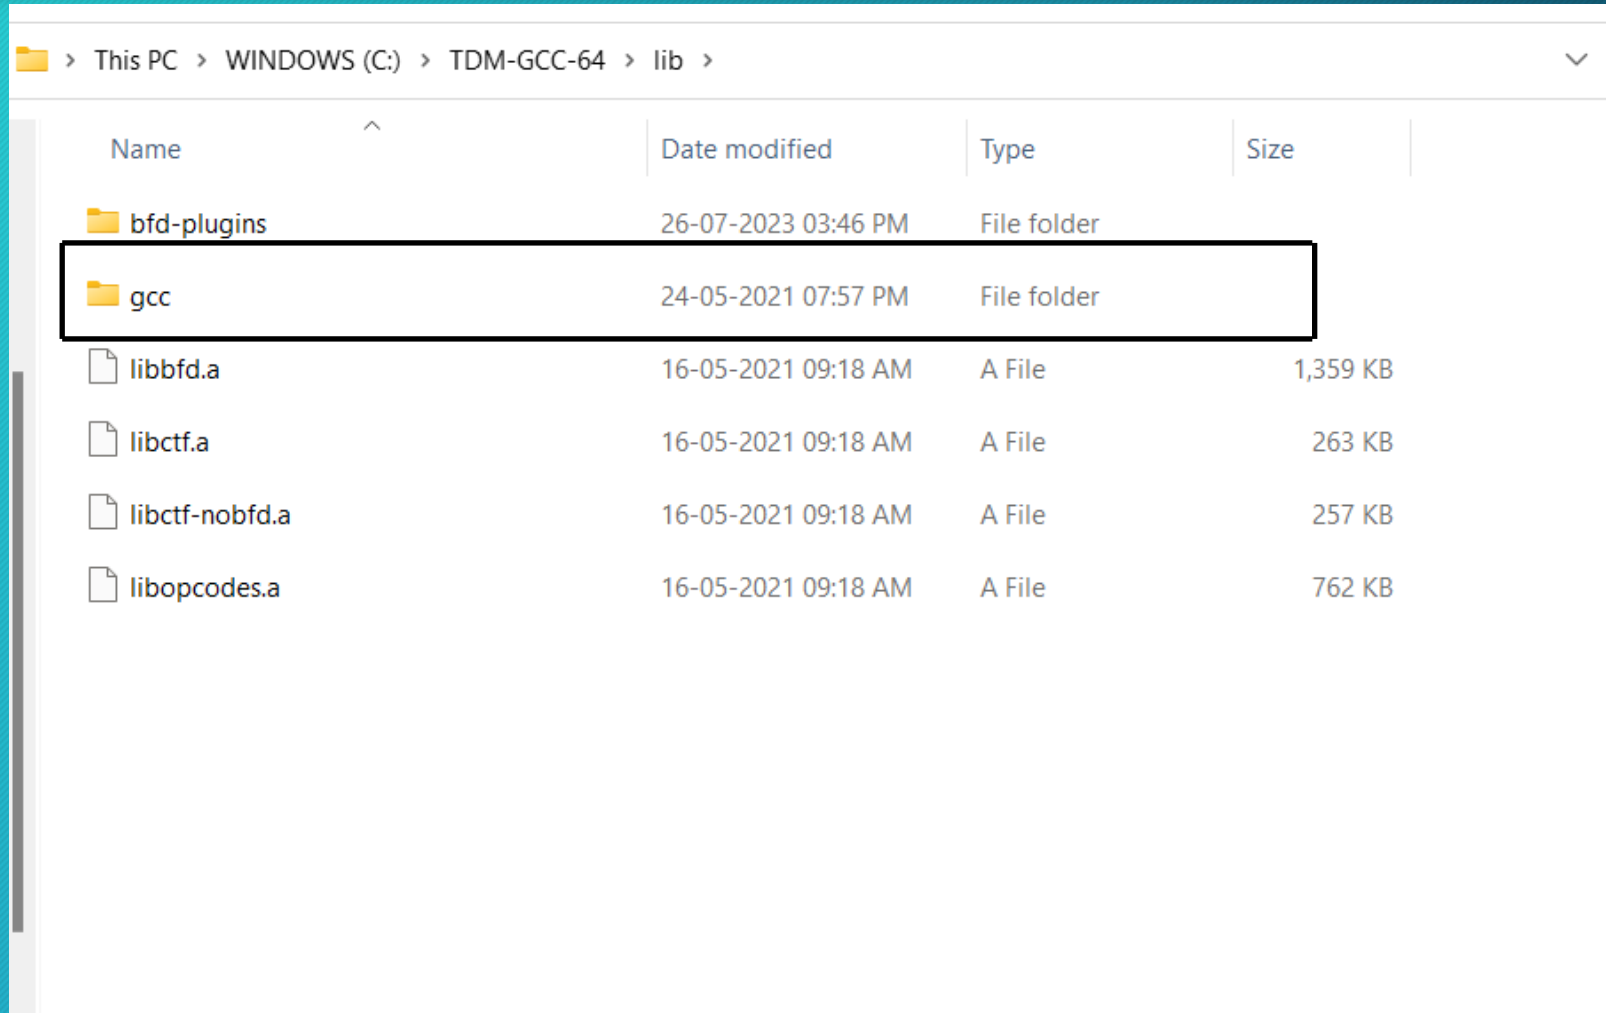 This PC > WINDOWS (C:) > TDM-GCC-64 > lib >
Name Date modified Type Size
bfd-plugins 26-07-2023 03:46 PM File folder
gcc 24-05-2021 07:57 PM File folder
libbfd.a 16-05-2021 09:18 AM A File 1,359 KB
libctf.a 16-05-2021 09:18 AM A File 263 KB
libctf-nobfd.a 16-05-2021 09:18 AM A File 257 KB
libopcodes.a 16-05-2021 09:18 AM A File 762 KB